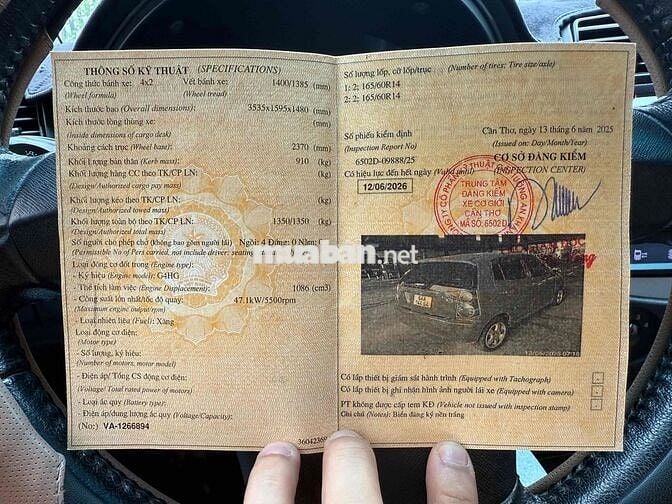 THÔNG SỐ KỸ THUẬT (SPECIFICATIONS)
Công thức bánh xe: 4x2 Vết bánh xe: 1400/1385 (mm)
(Wheel formula) (Wheel tread)
Kích thước bao (Overall dimensions): 3535x1595x1480 (mm)
Kích thước lòng thùng xe: (mm)
(Inside dimensions of cargo desk)
Khoảng cách trục (Wheel base): 2370 (mm)
Khối lượng bản thân (Kerb mass): 910 (kg)
Khối lượng hàng CC theo TK/CP LN: (kg)
(Design/Authorized cargo pay mass)
Khối lượng kéo theo TK/CP LN: (kg)
(Design/Authorized towed mass)
Khối lượng toàn bộ theo TK/CP LN: 1350/1350 (kg)
(Design/Authorized total mass)
Số người cho phép chở (không bao gồm người lái) Ngồi: 4 Đứng: 0 Nằm:
(Permissible No of Pers carried, not include driver: seating
Loại động cơ đốt trong (Engine type):
- Ký hiệu (Engine model): G4HG
- Thể tích làm việc (Engine Displacement): 1086 (cm3)
- Công suất lớn nhất/tốc độ quay: 47.1kW/5500rpm
(Maximum engine output/rpm)
- Loại nhiên liệu (Fuel): Xăng
Loại động cơ điện:
(Motor type)
- Số lượng, ký hiệu:
(Number of motors, motor model)
- Điện áp/ Tổng CS động cơ điện:
(Voltage/ Total rated power of motors)
- Loại ắc quy (Battery type):
- Điện áp/dung lượng ắc quy (Voltage/Capacity):
(No:) VA-1266894
Số lượng lốp, cỡ lốp/trục (Number of tires: Tire size/axle)
1: 2; 165/60R14
2: 2; 165/60R14
Số phiếu kiểm định
(Inspection Report No)
6502D-09888/25
Cần Thơ, ngày 13 tháng 6 năm 2025
(Issued on: Day/Month/Year)
CƠ SỞ ĐĂNG KIỂM
(INSPECTION CENTER)
Có hiệu lực đến hết ngày (Valid until)
12/06/2026
TRUNG TÂM
ĐĂNG KIỂM
XE CƠ GIỚI
CẦN THƠ
MÃ SỐ: 6502D
muaban.net
Có lắp thiết bị giám sát hành trình (Equipped with Tachograph)
Có lắp thiết bị ghi nhận hình ảnh người lái xe (Equipped with camera)
PT không được cấp tem KĐ (Vehicle not issued with inspection stamp)
Ghi chú (Notes): Biển đăng ký nền trắng